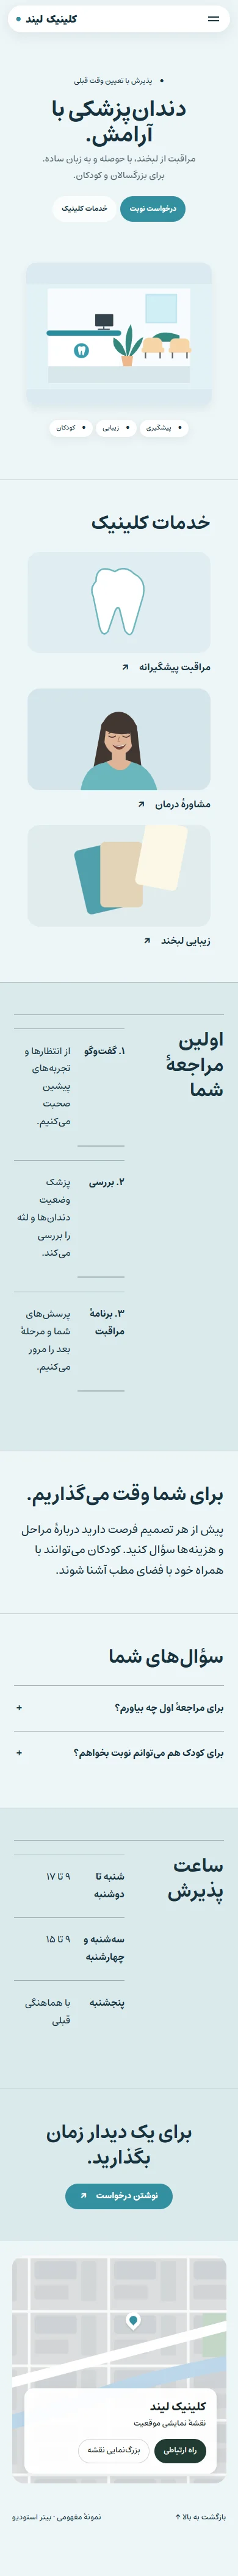 کلینیک لیند
پذیرش با تعیین وقت قبلی
دندان‌پزشکی با
آرامش.
مراقبت از لبخند، با حوصله و به زبان ساده.
برای بزرگسالان و کودکان.
درخواست نوبت
خدمات کلینیک
پیشگیری
زیبایی
کودکان
خدمات کلینیک
مراقبت پیشگیرانه ↗
مشاورهٔ درمان ↗
زیبایی لبخند ↗
اولین
مراجعهٔ
شما
۱. گفت‌وگو
از انتظارها و
تجربه‌های
پیشین
صحبت
می‌کنیم.
۲. بررسی
پزشک
وضعیت
دندان‌ها و لثه
را بررسی
می‌کند.
۳. برنامهٔ
مراقبت
پرسش‌های
شما و مرحلهٔ
بعد را مرور
می‌کنیم.
برای شما وقت می‌گذاریم.
پیش از هر تصمیم فرصت دارید دربارهٔ مراحل
و هزینه‌ها سؤال کنید. کودکان می‌توانند با
همراه خود با فضای مطب آشنا شوند.
سؤال‌های شما
برای مراجعهٔ اول چه بیاورم؟ +
برای کودک هم می‌توانم نوبت بخواهم؟ +
ساعت
پذیرش
شنبه تا
دوشنبه
۹ تا ۱۷
سه‌شنبه و
چهارشنبه
۹ تا ۱۵
پنجشنبه
با هماهنگی
قبلی
برای یک دیدار زمان
بگذارید.
نوشتن درخواست ↗
کلینیک لیند
نقشهٔ نمایشی موقعیت
راه ارتباطی
بزرگ‌نمایی نقشه
بازگشت به بالا ↑
نمونهٔ مفهومی · بیتر استودیو